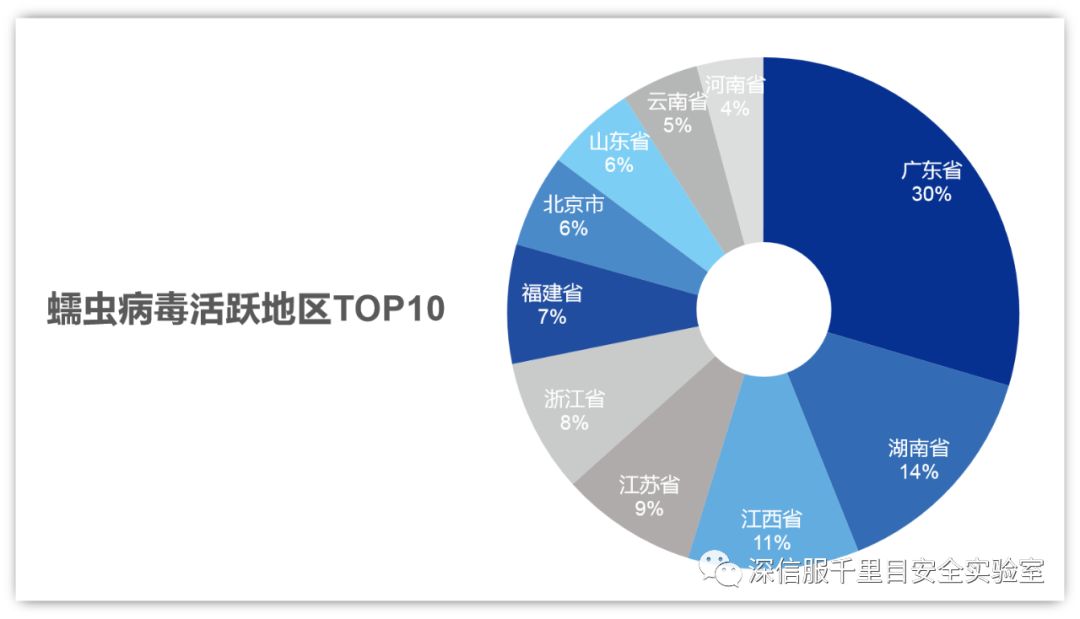 蠕虫病毒活跃地区TOP10
广东省
30%
湖南省
14%
江西省
11%
江苏省
9%
浙江省
8%
福建省
7%
北京市
6%
山东省
6%
云南省
5%
河南省
4%
深信服千里目安全实验室